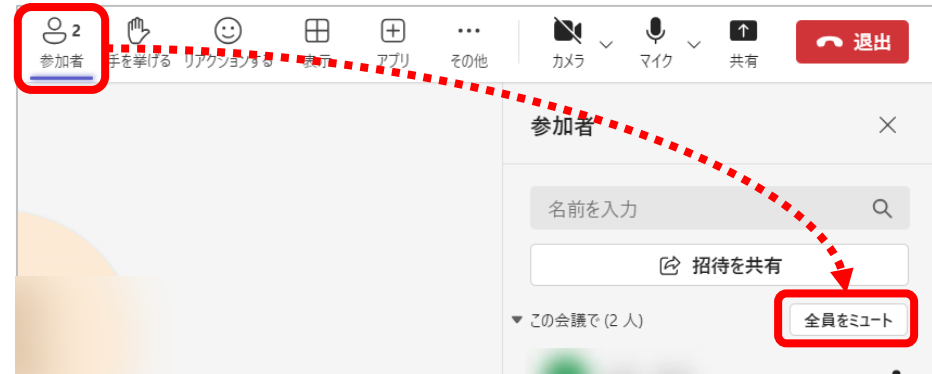 2
参加者 手を挙げる リアクションする 表示 アプリ その他 カメラ マイク 共有 退出
参加者
名前を入力
招待を共有
この会議で (2 人) 全員をミュート